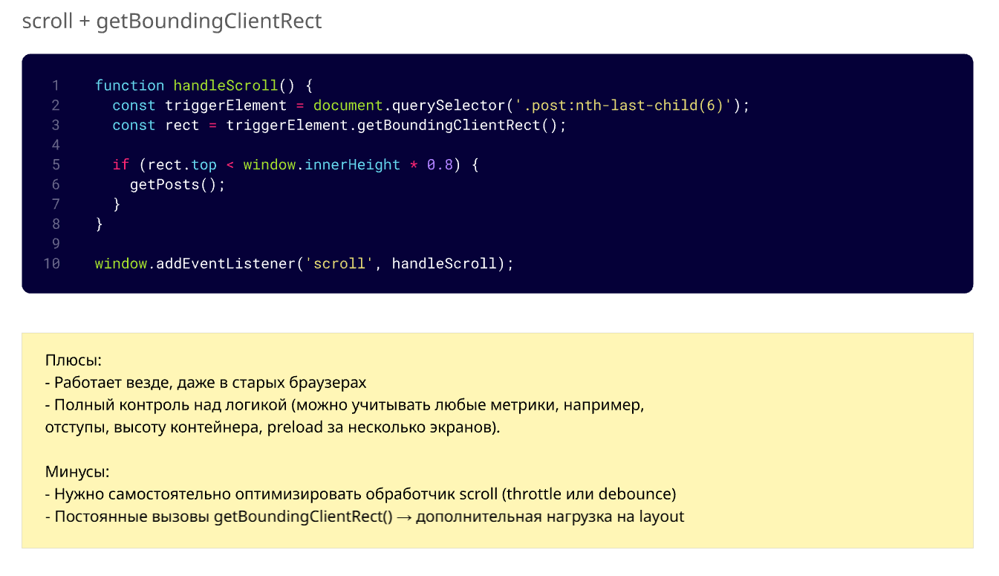 scroll + getBoundingClientRect
1 function handleScroll() {
2 const triggerElement = document.querySelector('.post:nth-last-child(6)');
3 const rect = triggerElement.getBoundingClientRect();
4
5 if (rect.top < window.innerHeight * 0.8) {
6 getPosts();
7 }
8 }
9
10 window.addEventListener('scroll', handleScroll);
Плюсы:
- Работает везде, даже в старых браузерах
- Полный контроль над логикой (можно учитывать любые метрики, например,
отступы, высоту контейнера, preload за несколько экранов).
Минусы:
- Нужно самостоятельно оптимизировать обработчик scroll (throttle или debounce)
- Постоянные вызовы getBoundingClientRect() → дополнительная нагрузка на layout